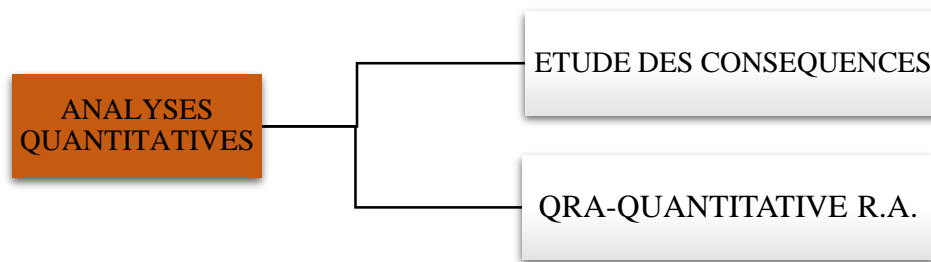 ANALYSES
QUANTITATIVES
ETUDE DES CONSEQUENCES
QRA-QUANTITATIVE R.A.